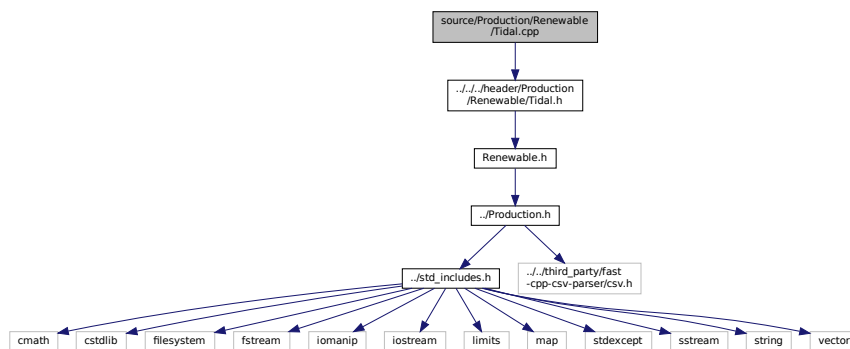 source/Production/Renewable
/Tidal.cpp
../../../header/Production
/Renewable/Tidal.h
Renewable.h
../Production.h
../std_includes.h
../../third_party/fast
-cpp-csv-parser/csv.h
cmath
cstdlib
filesystem
fstream
iomanip
iostream
limits
map
stdexcept
sstream
string
vector